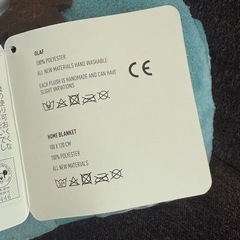 OLAF
100% POLYESTER
ALL NEW MATERIALS HAND WASHABLE
EACH PLUSH IS HANDMADE AND CAN HAVE
SLIGHT VARIATIONS
CE
HOME BLANKET
100 X 120 CM
100% POLYESTER
ALL NEW MATERIALS